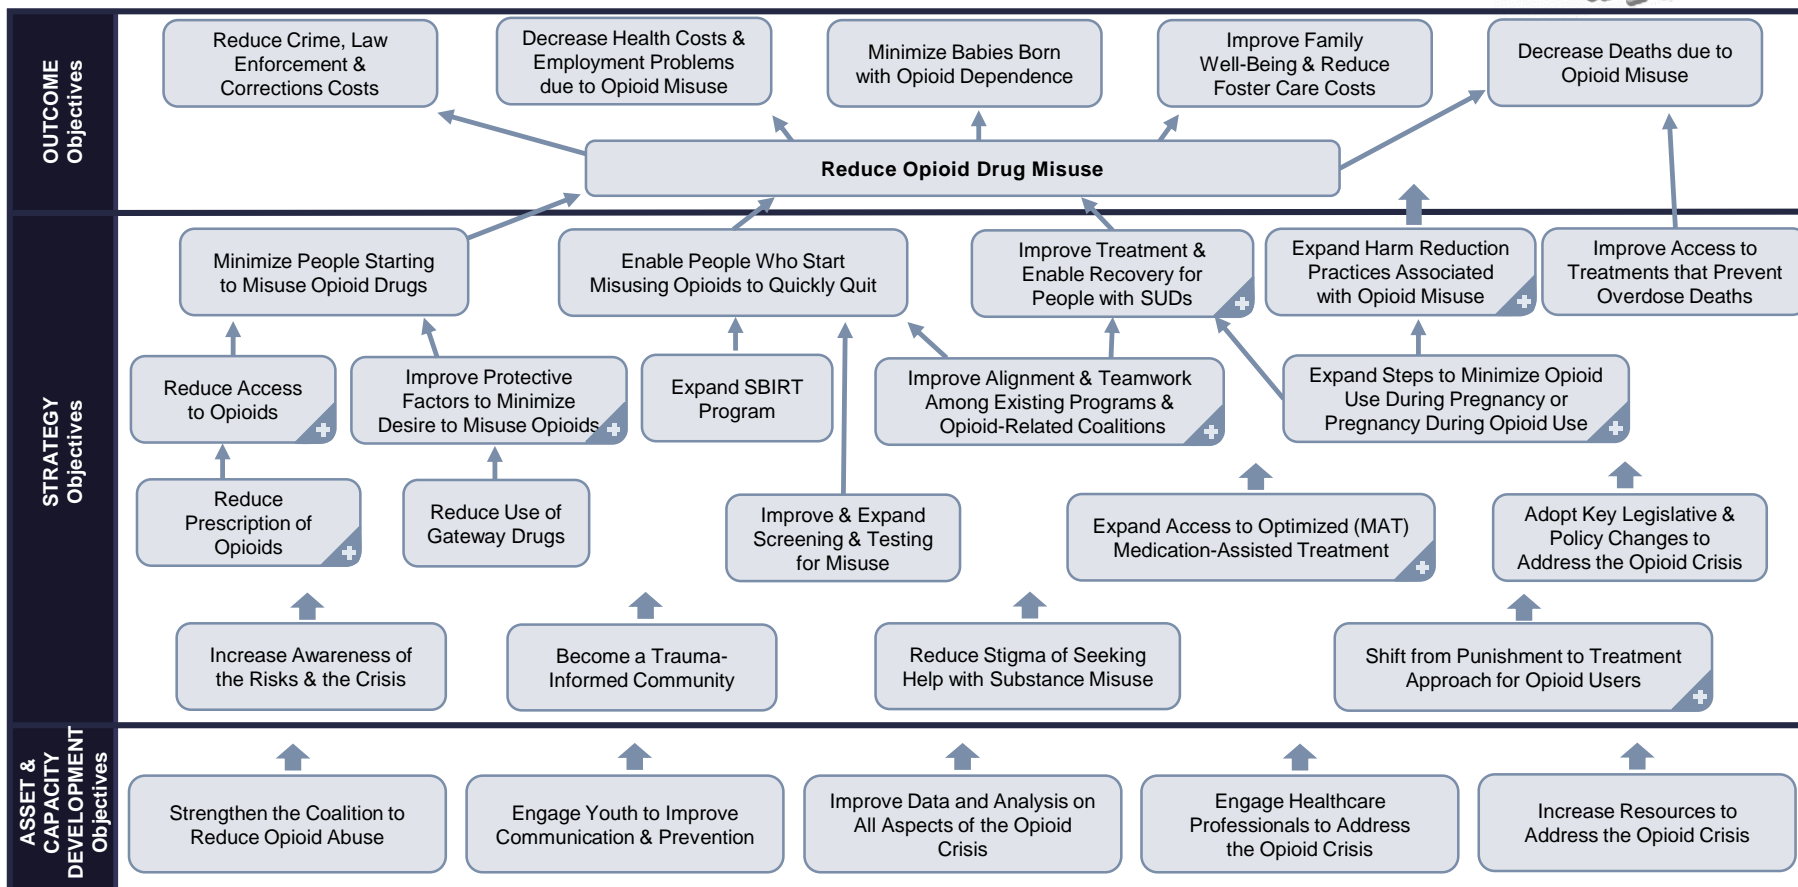 OUTCOME
Objectives
Reduce Crime, Law
Enforcement &
Corrections Costs
Decrease Health Costs &
Employment Problems
due to Opioid Misuse
Minimize Babies Born
with Opioid Dependence
Improve Family
Well-Being & Reduce
Foster Care Costs
Decrease Deaths due to
Opioid Misuse
Reduce Opioid Drug Misuse
STRATEGY
Objectives
Minimize People Starting
to Misuse Opioid Drugs
Enable People Who Start
Misusing Opioids to Quickly Quit
Improve Treatment &
Enable Recovery for
People with SUDs
Expand Harm Reduction
Practices Associated
with Opioid Misuse
Improve Access to
Treatments that Prevent
Overdose Deaths
Reduce Access
to Opioids
Improve Protective
Factors to Minimize
Desire to Misuse Opioids
Expand SBIRT
Program
Improve Alignment & Teamwork
Among Existing Programs &
Opioid-Related Coalitions
Expand Steps to Minimize Opioid
Use During Pregnancy or
Pregnancy During Opioid Use
Reduce
Prescription of
Opioids
Reduce Use of
Gateway Drugs
Improve & Expand
Screening & Testing
for Misuse
Expand Access to Optimized (MAT)
Medication-Assisted Treatment
Adopt Key Legislative &
Policy Changes to
Address the Opioid Crisis
Increase Awareness of
the Risks & the Crisis
Become a Trauma-
Informed Community
Reduce Stigma of Seeking
Help with Substance Misuse
Shift from Punishment to Treatment
Approach for Opioid Users
ASSET &
CAPACITY
DEVELOPMENT
Objectives
Strengthen the Coalition to
Reduce Opioid Abuse
Engage Youth to Improve
Communication & Prevention
Improve Data and Analysis on
All Aspects of the Opioid
Crisis
Engage Healthcare
Professionals to Address
the Opioid Crisis
Increase Resources to
Address the Opioid Crisis